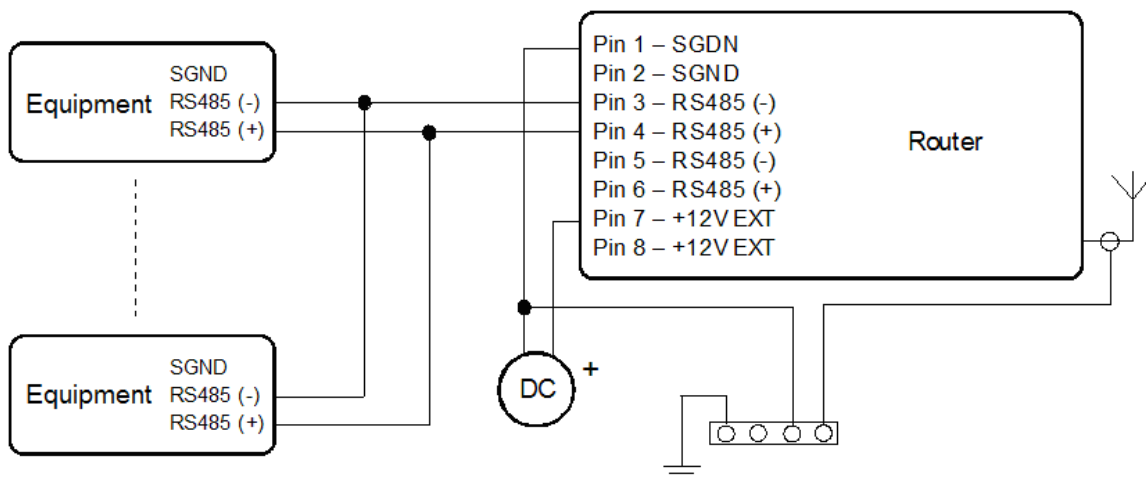 SGND
Equipment RS485 (-)
RS485 (+)
Pin 1 – SGDN
Pin 2 – SGND
Pin 3 – RS485 (-)
Pin 4 – RS485 (+)
Pin 5 – RS485 (-)
Pin 6 – RS485 (+)
Pin 7 – +12V EXT
Pin 8 – +12V EXT
Router
SGND
Equipment RS485 (-)
RS485 (+)
DC +